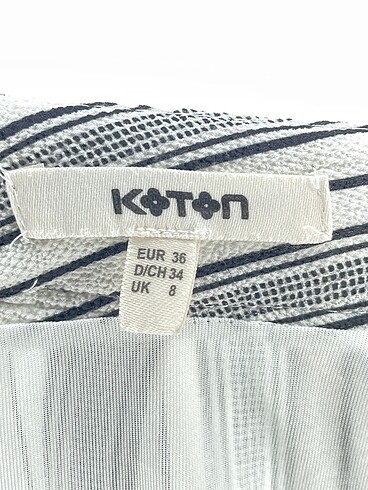 KOTON
EUR 36
D/CH 34
UK 8